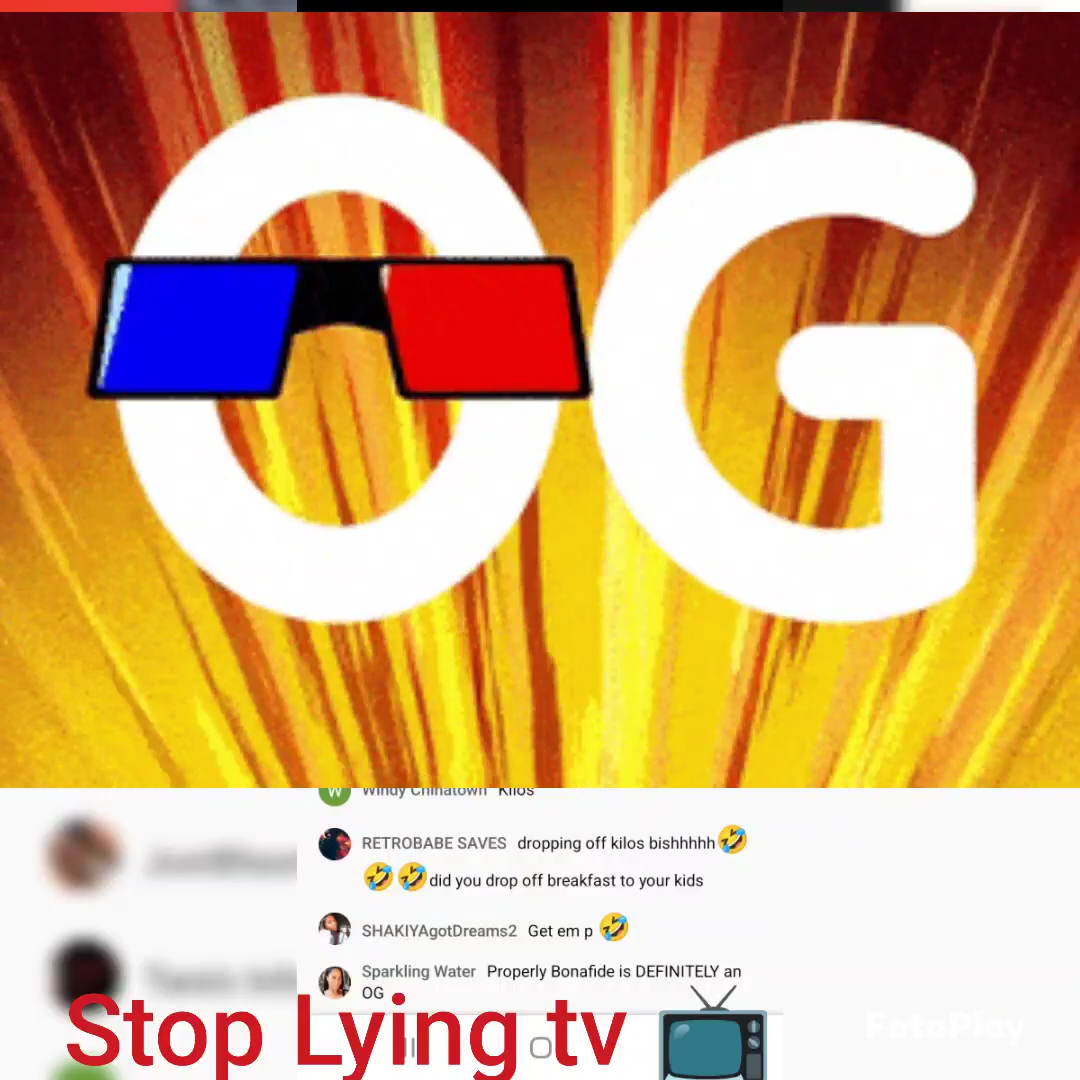 OG
Windy Chinatown Kilos
RETROBABE SAVES dropping off kilos bishhhhh🤣
🤣🤣did you drop off breakfast to your kids
SHAKIYAgotDreams2 Get em p 🤣
Sparkling Water Properly Bonafide is DEFINITELY an
OG
Stop Lying tv
FotoPlay